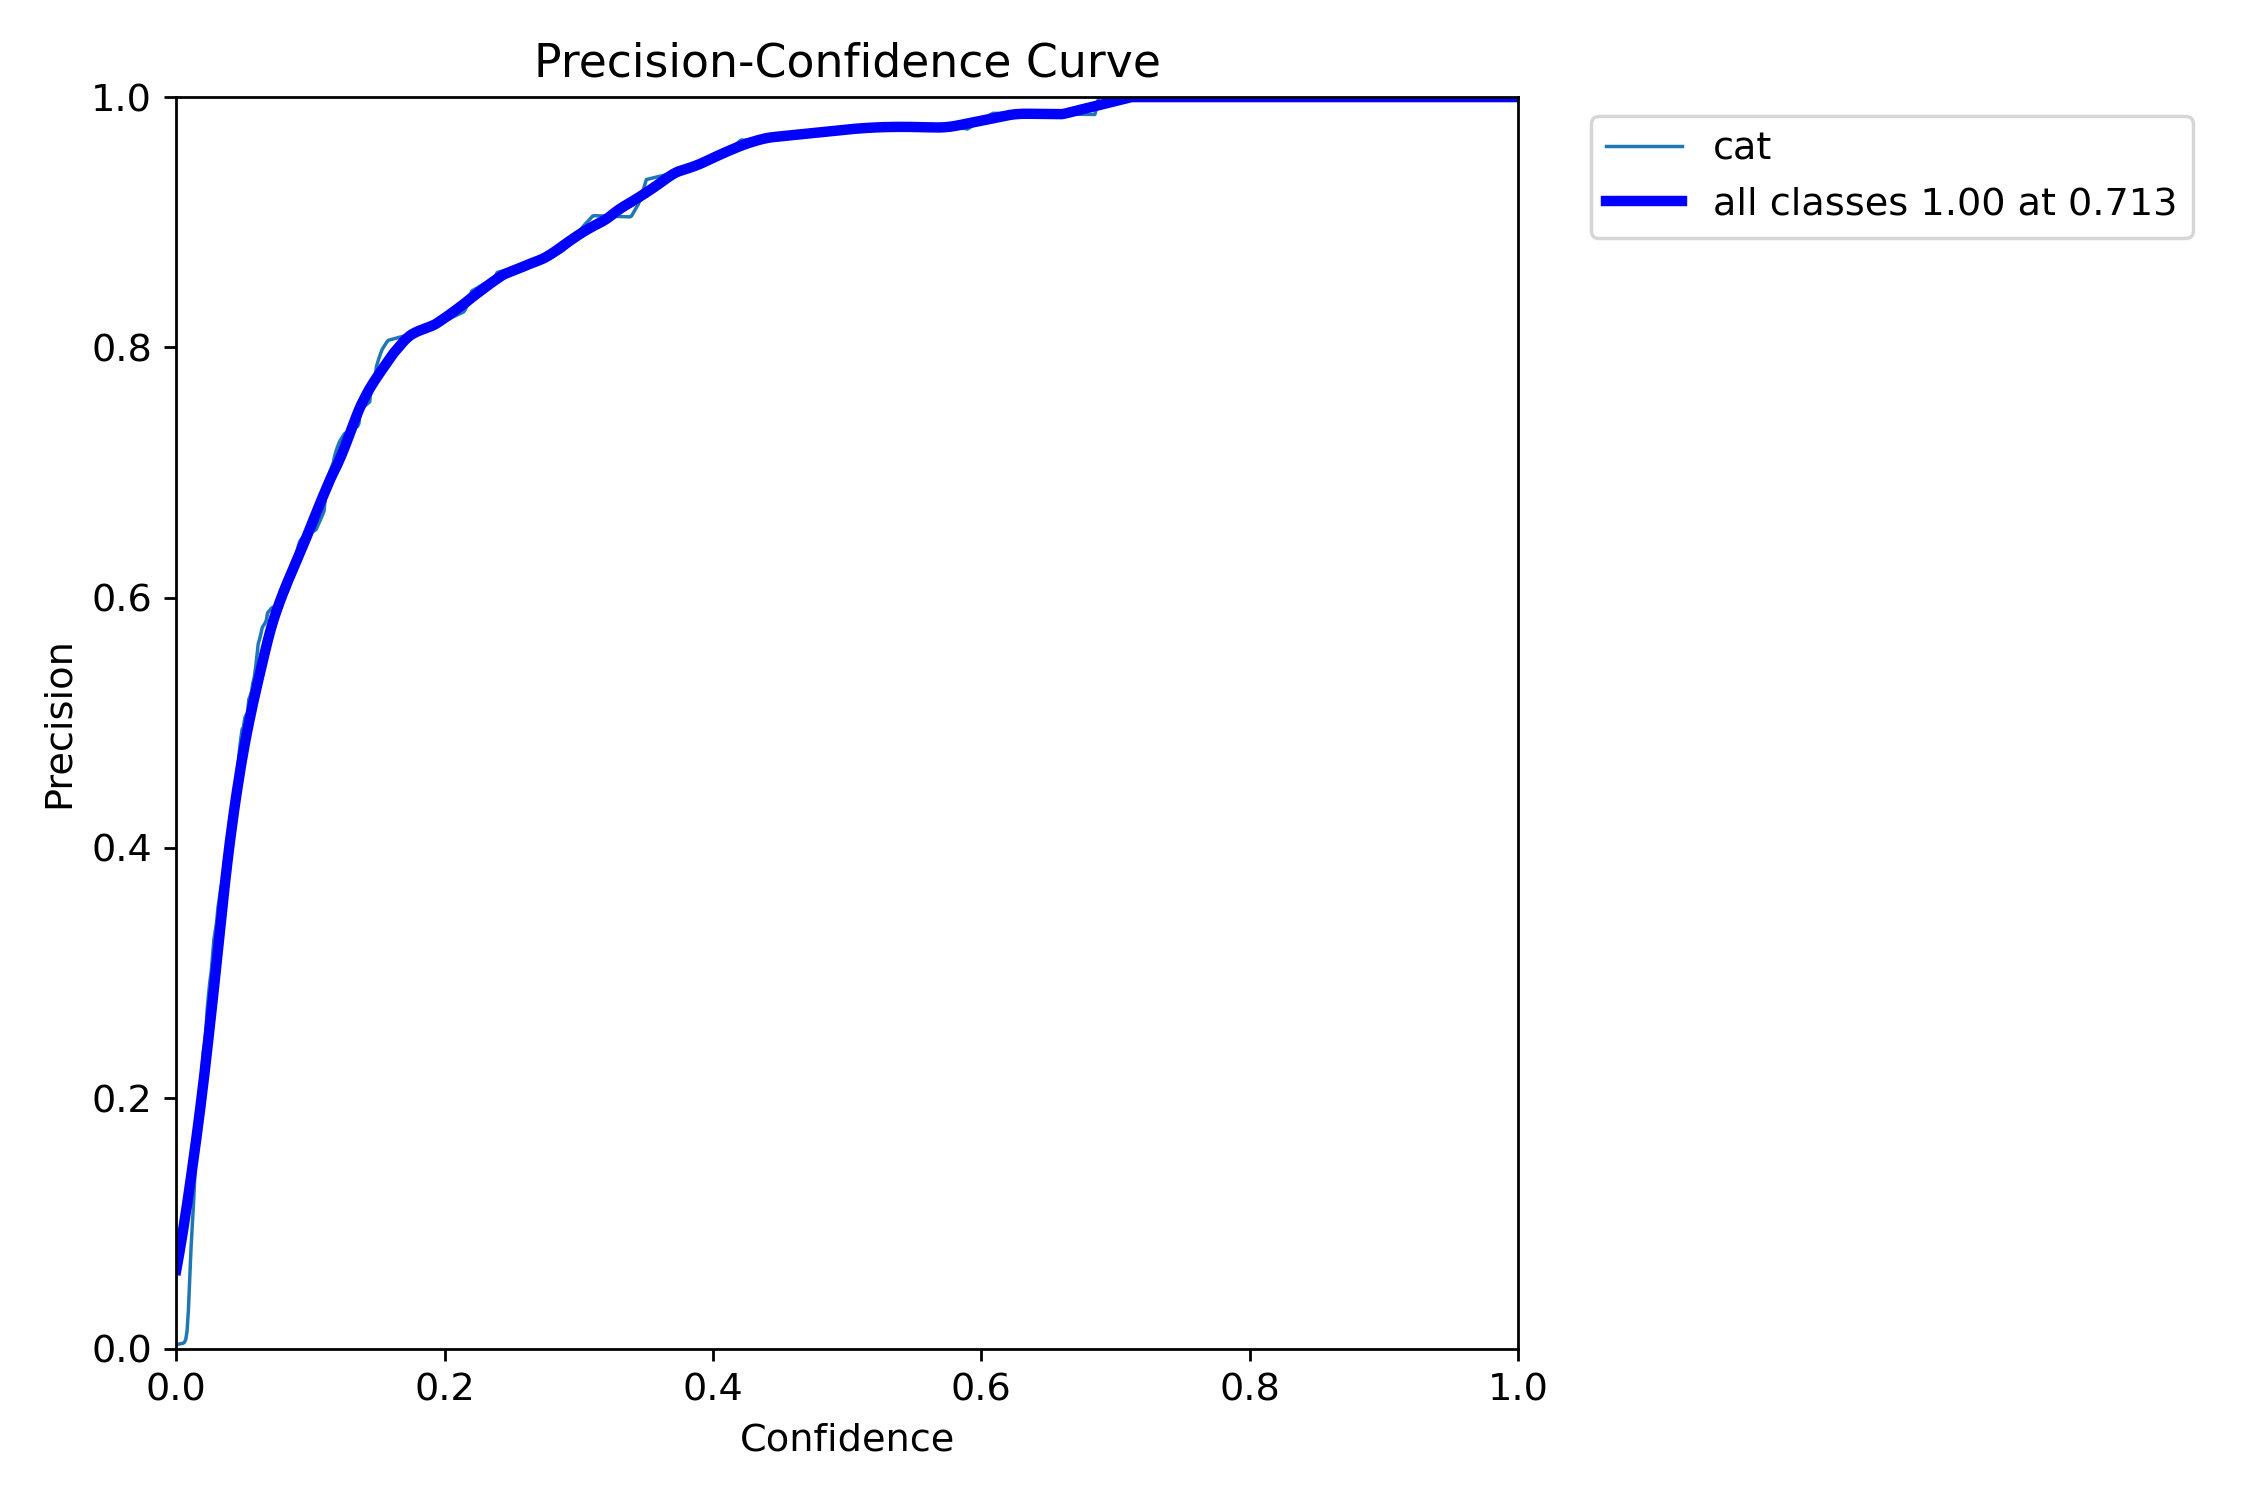 Precision-Confidence Curve
1.0
0.8
0.6
0.4
0.2
0.0
Precision
0.0 0.2 0.4 0.6 0.8 1.0
Confidence
cat
all classes 1.00 at 0.713